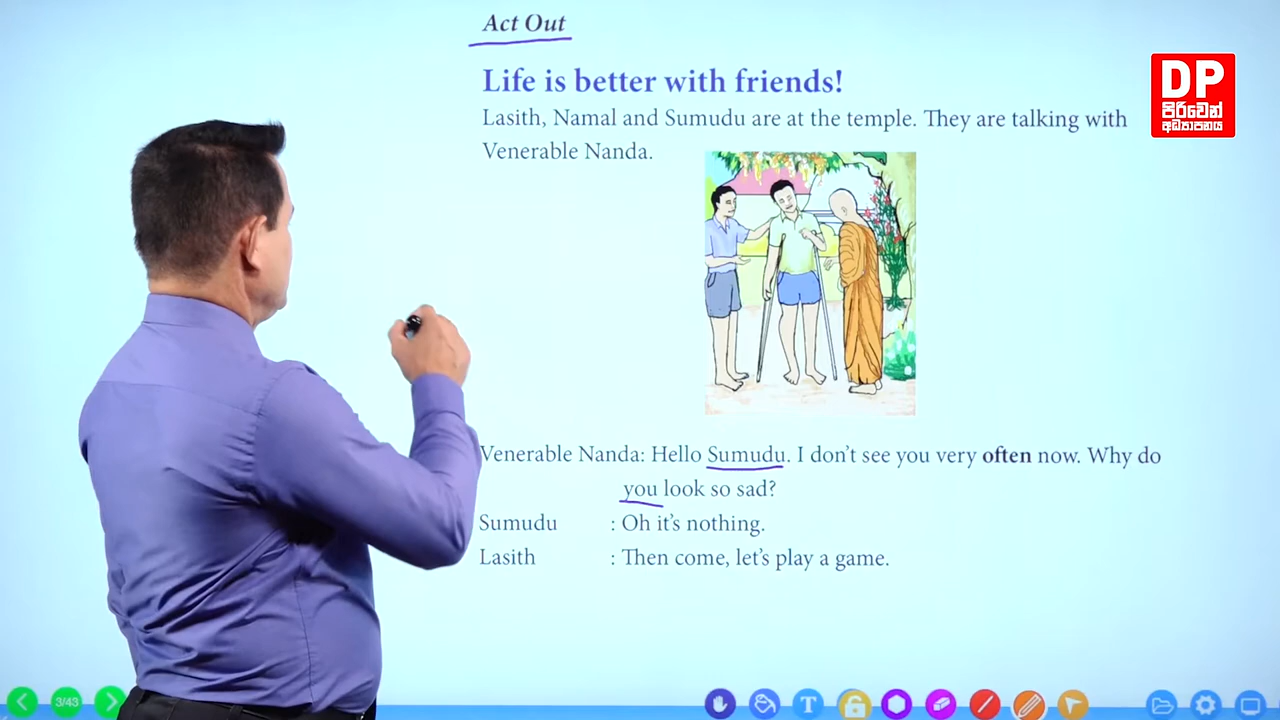 Act Out
Life is better with friends!
Lasith, Namal and Sumudu are at the temple. They are talking with
Venerable Nanda.
DP
පිරිවෙන්
අධ්‍යාපනය
Venerable Nanda: Hello Sumudu. I don't see you very often now. Why do
you look so sad?
Sumudu : Oh it's nothing.
Lasith : Then come, let's play a game.
3/43
T